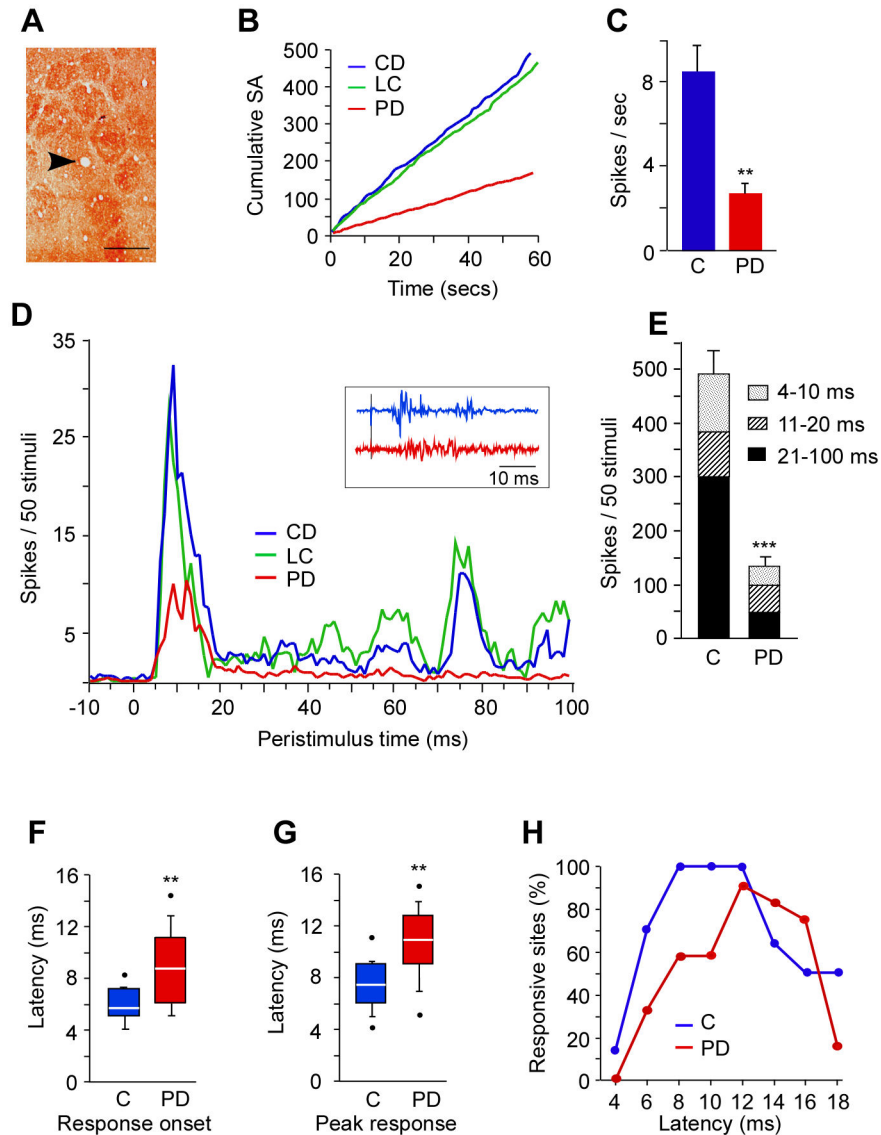 A
B
Cumulative SA
500
400
300
200
100
0
CD
LC
PD
0
20
40
60
Time (secs)
C
Spikes / sec
8
4
0
**
C
PD
D
Spikes / 50 stimuli
35
25
15
5
CD
LC
PD
10 ms
-10
0
20
40
60
80
100
Peristimulus time (ms)
E
Spikes / 50 stimuli
500
400
300
200
100
0
4-10 ms
11-20 ms
21-100 ms
***
C
PD
F
Latency (ms)
16
12
8
4
0
**
C
PD
Response onset
G
Latency (ms)
16
12
8
4
0
**
C
PD
Peak response
H
Responsive sites (%)
100
80
60
40
20
0
C
PD
4
6
8
10
12
14
16
18
Latency (ms)